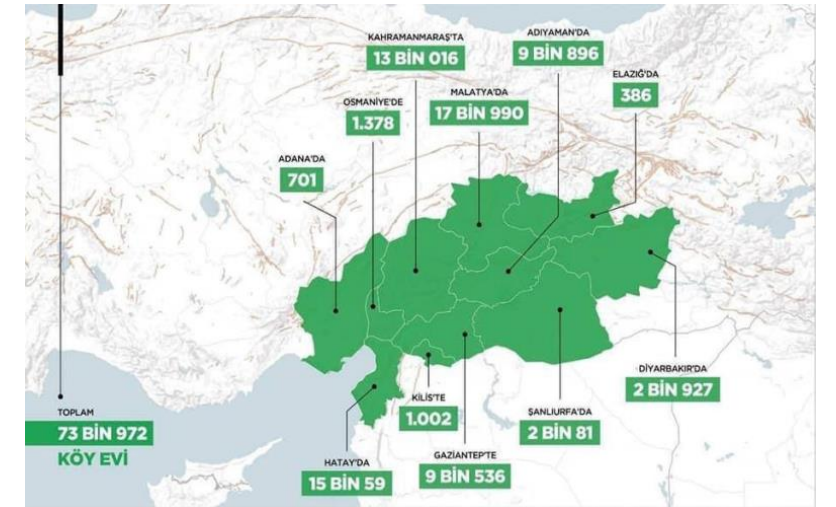 KAHRAMANMARAŞ'TA
13 BİN 016
ADIYAMAN'DA
9 BİN 896
ELAZIĞ'DA
386
OSMANİYE'DE
1.378
MALATYA'DA
17 BİN 990
ADANA'DA
701
DİYARBAKIR'DA
2 BİN 927
KİLİS'TE
1.002
ŞANLIURFA'DA
2 BİN 81
GAZİANTEP'TE
9 BİN 536
HATAY'DA
15 BİN 59
TOPLAM
73 BİN 972
KÖY EVİ